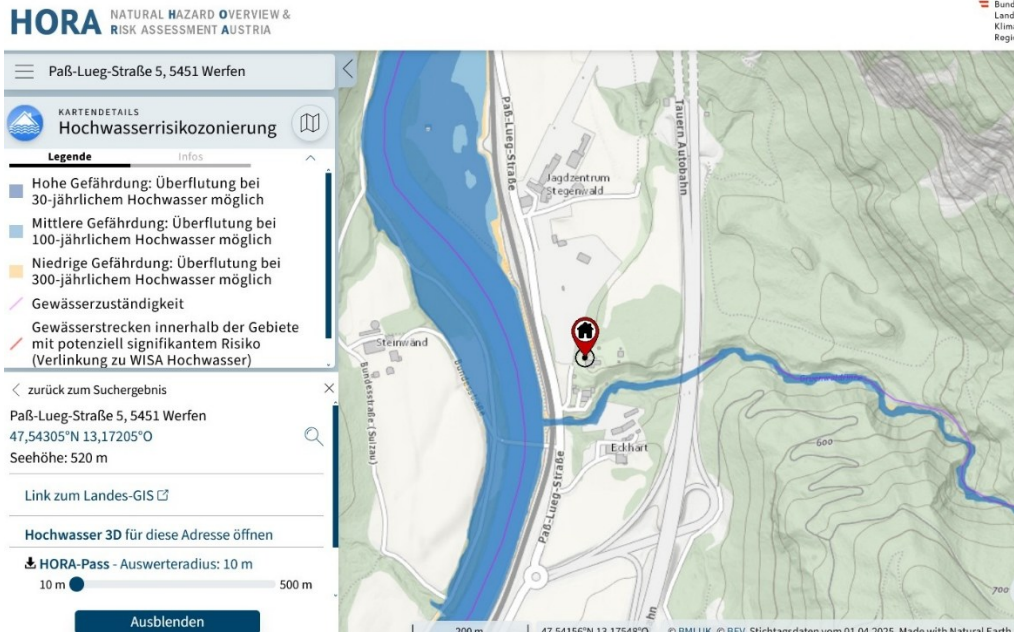 HORA NATURAL HAZARD OVERVIEW &
RISK ASSESSMENT AUSTRIA
Paß-Lueg-Straße 5, 5451 Werfen
KARTENDETAILS
Hochwasserrisikozonierung
Legende
Infos
Hohe Gefährdung: Überflutung bei
30-jährlichem Hochwasser möglich
Mittlere Gefährdung: Überflutung bei
100-jährlichem Hochwasser möglich
Niedrige Gefährdung: Überflutung bei
300-jährlichem Hochwasser möglich
Gewässerzuständigkeit
Gewässerstrecken innerhalb der Gebiete
mit potenziell signifikantem Risiko
(Verlinkung zu WISA Hochwasser)
zurück zum Suchergebnis
Paß-Lueg-Straße 5, 5451 Werfen
47,54305°N 13,17205°O
Seehöhe: 520 m
Link zum Landes-GIS
Hochwasser 3D für diese Adresse öffnen
HORA-Pass - Auswerteradius: 10 m
10 m
500 m
Ausblenden
Bund
Land
Klima
Regi
Paß-Lueg-Straße
Tauern Autobahn
Jagdzentrum
Stegenwald
Steinwänd
Bundesstraße
Bundesstraße (Sulzau)
Eckhart
Paß-Lueg-Straße
600
700
hn
200 m
47,54156°N 13,17548°O
© BMLUK, © BEV, Stichtagsdaten vom 01.04.2025, Made with Natural Earth